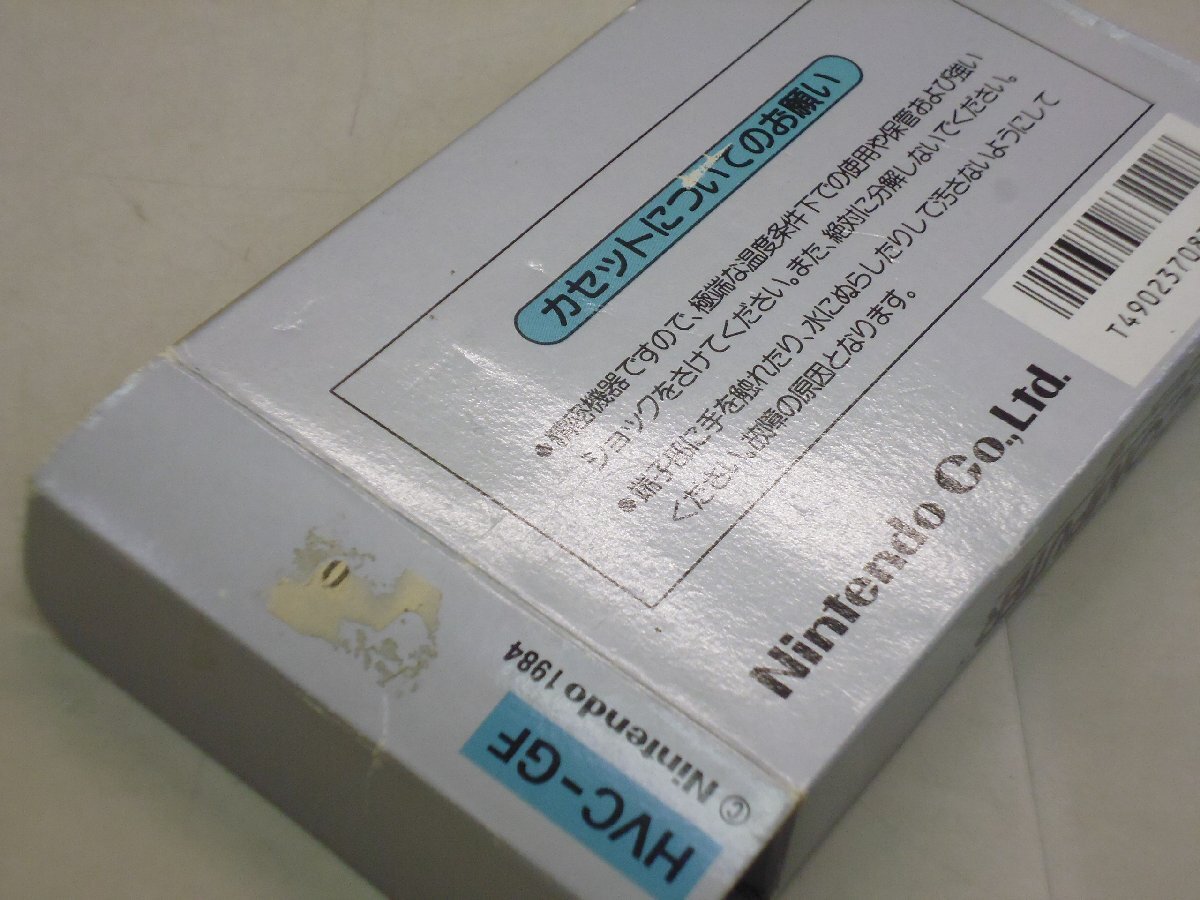 カセットについてのお願い
●精密機器ですので、極端な温度条件下での使用や保管および強い
ショックをさけてください。また、絶対に分解しないでください。
●端子部に手を触れたり、水にぬらしたりして汚さないようにして
ください。故障の原因となります。
Nintendo Co.,Ltd.
T4902370
© Nintendo 1984
HVC-GF